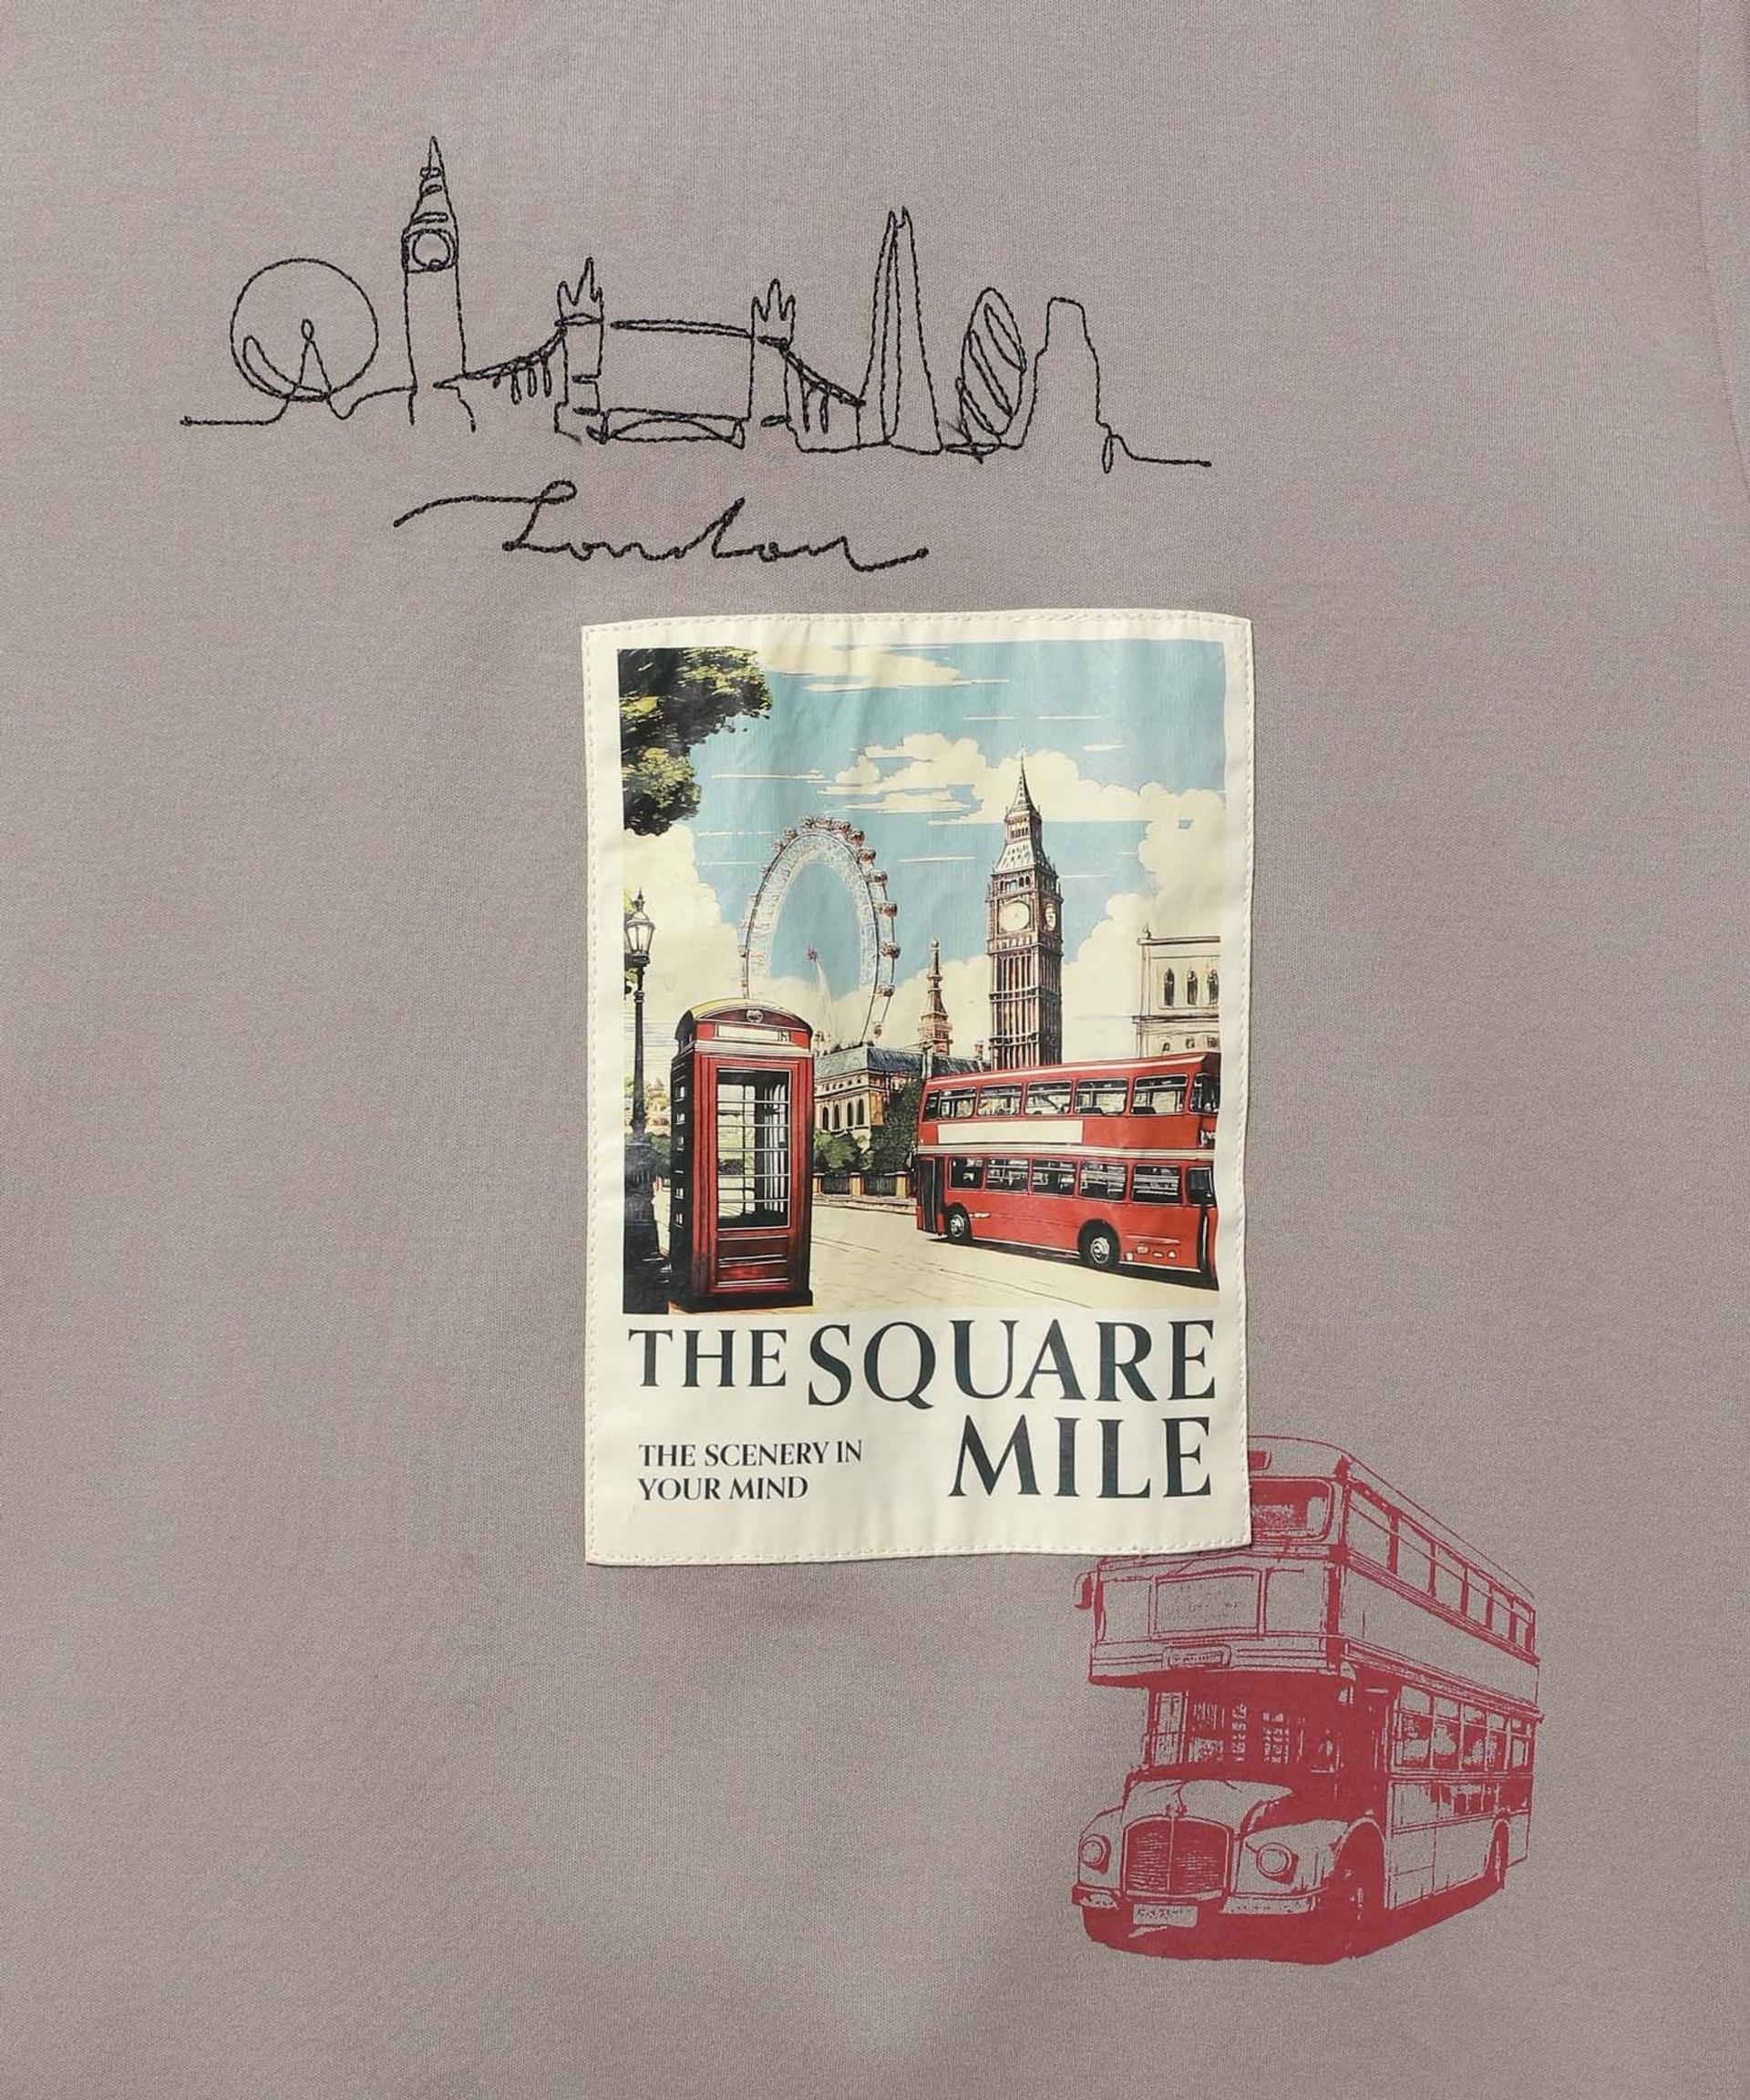 London
THE SQUARE
MILE
THE SCENERY IN
YOUR MIND